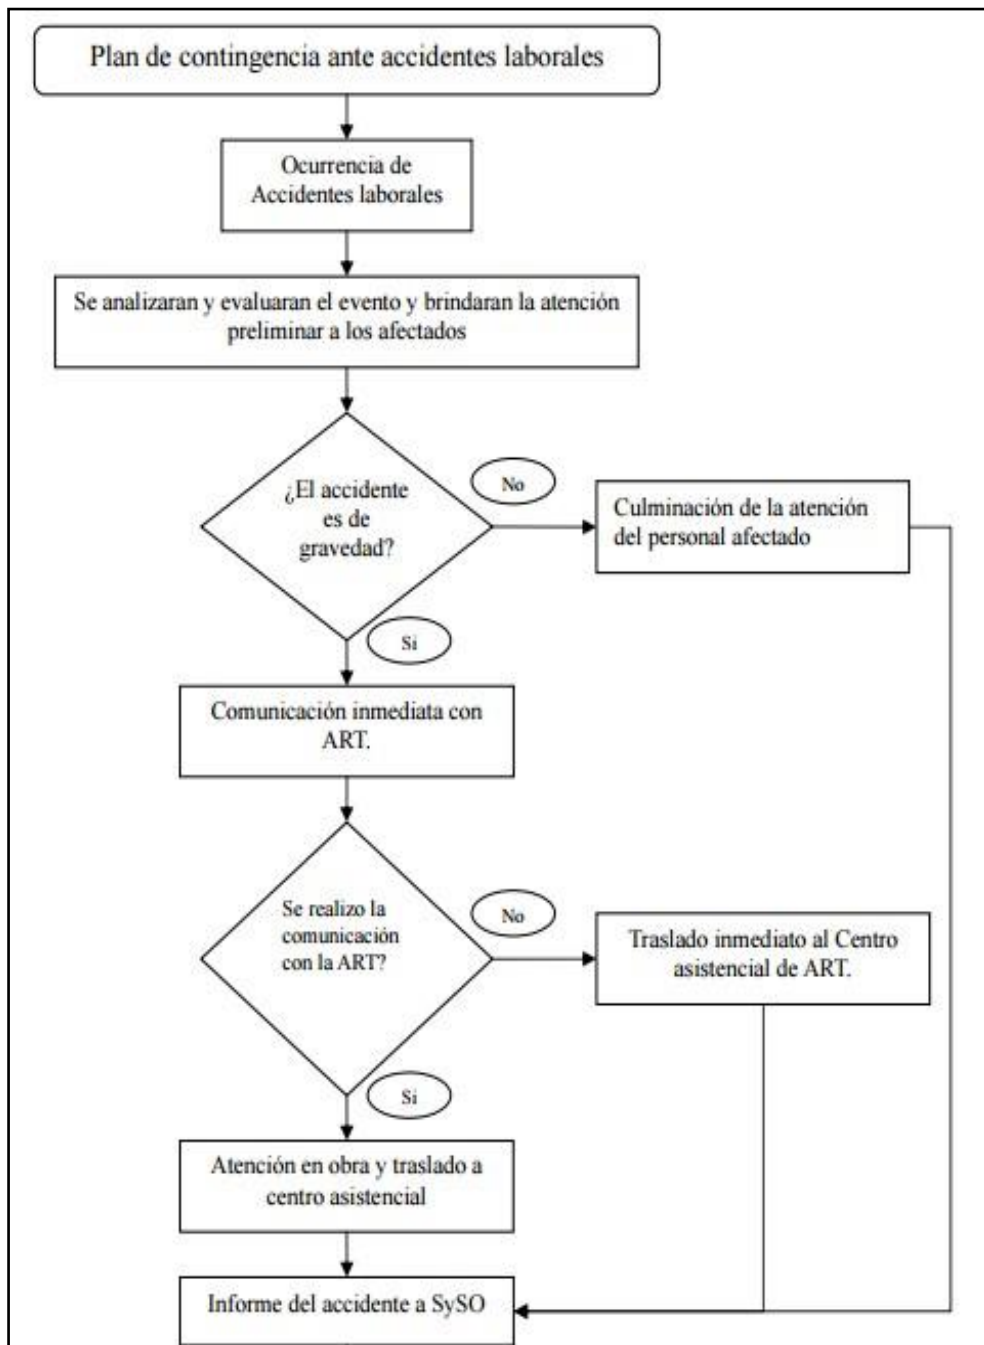 Plan de contingencia ante accidentes laborales
Ocurrencia de
Accidentes laborales
Se analizaran y evaluaran el evento y brindaran la atención
preliminar a los afectados
¿El accidente
es de
gravedad?
No
Culminación de la atención
del personal afectado
Si
Comunicación inmediata con
ART.
Se realizo la
comunicación
con la ART?
No
Traslado inmediato al Centro
asistencial de ART.
Si
Atención en obra y traslado a
centro asistencial
Informe del accidente a SySO